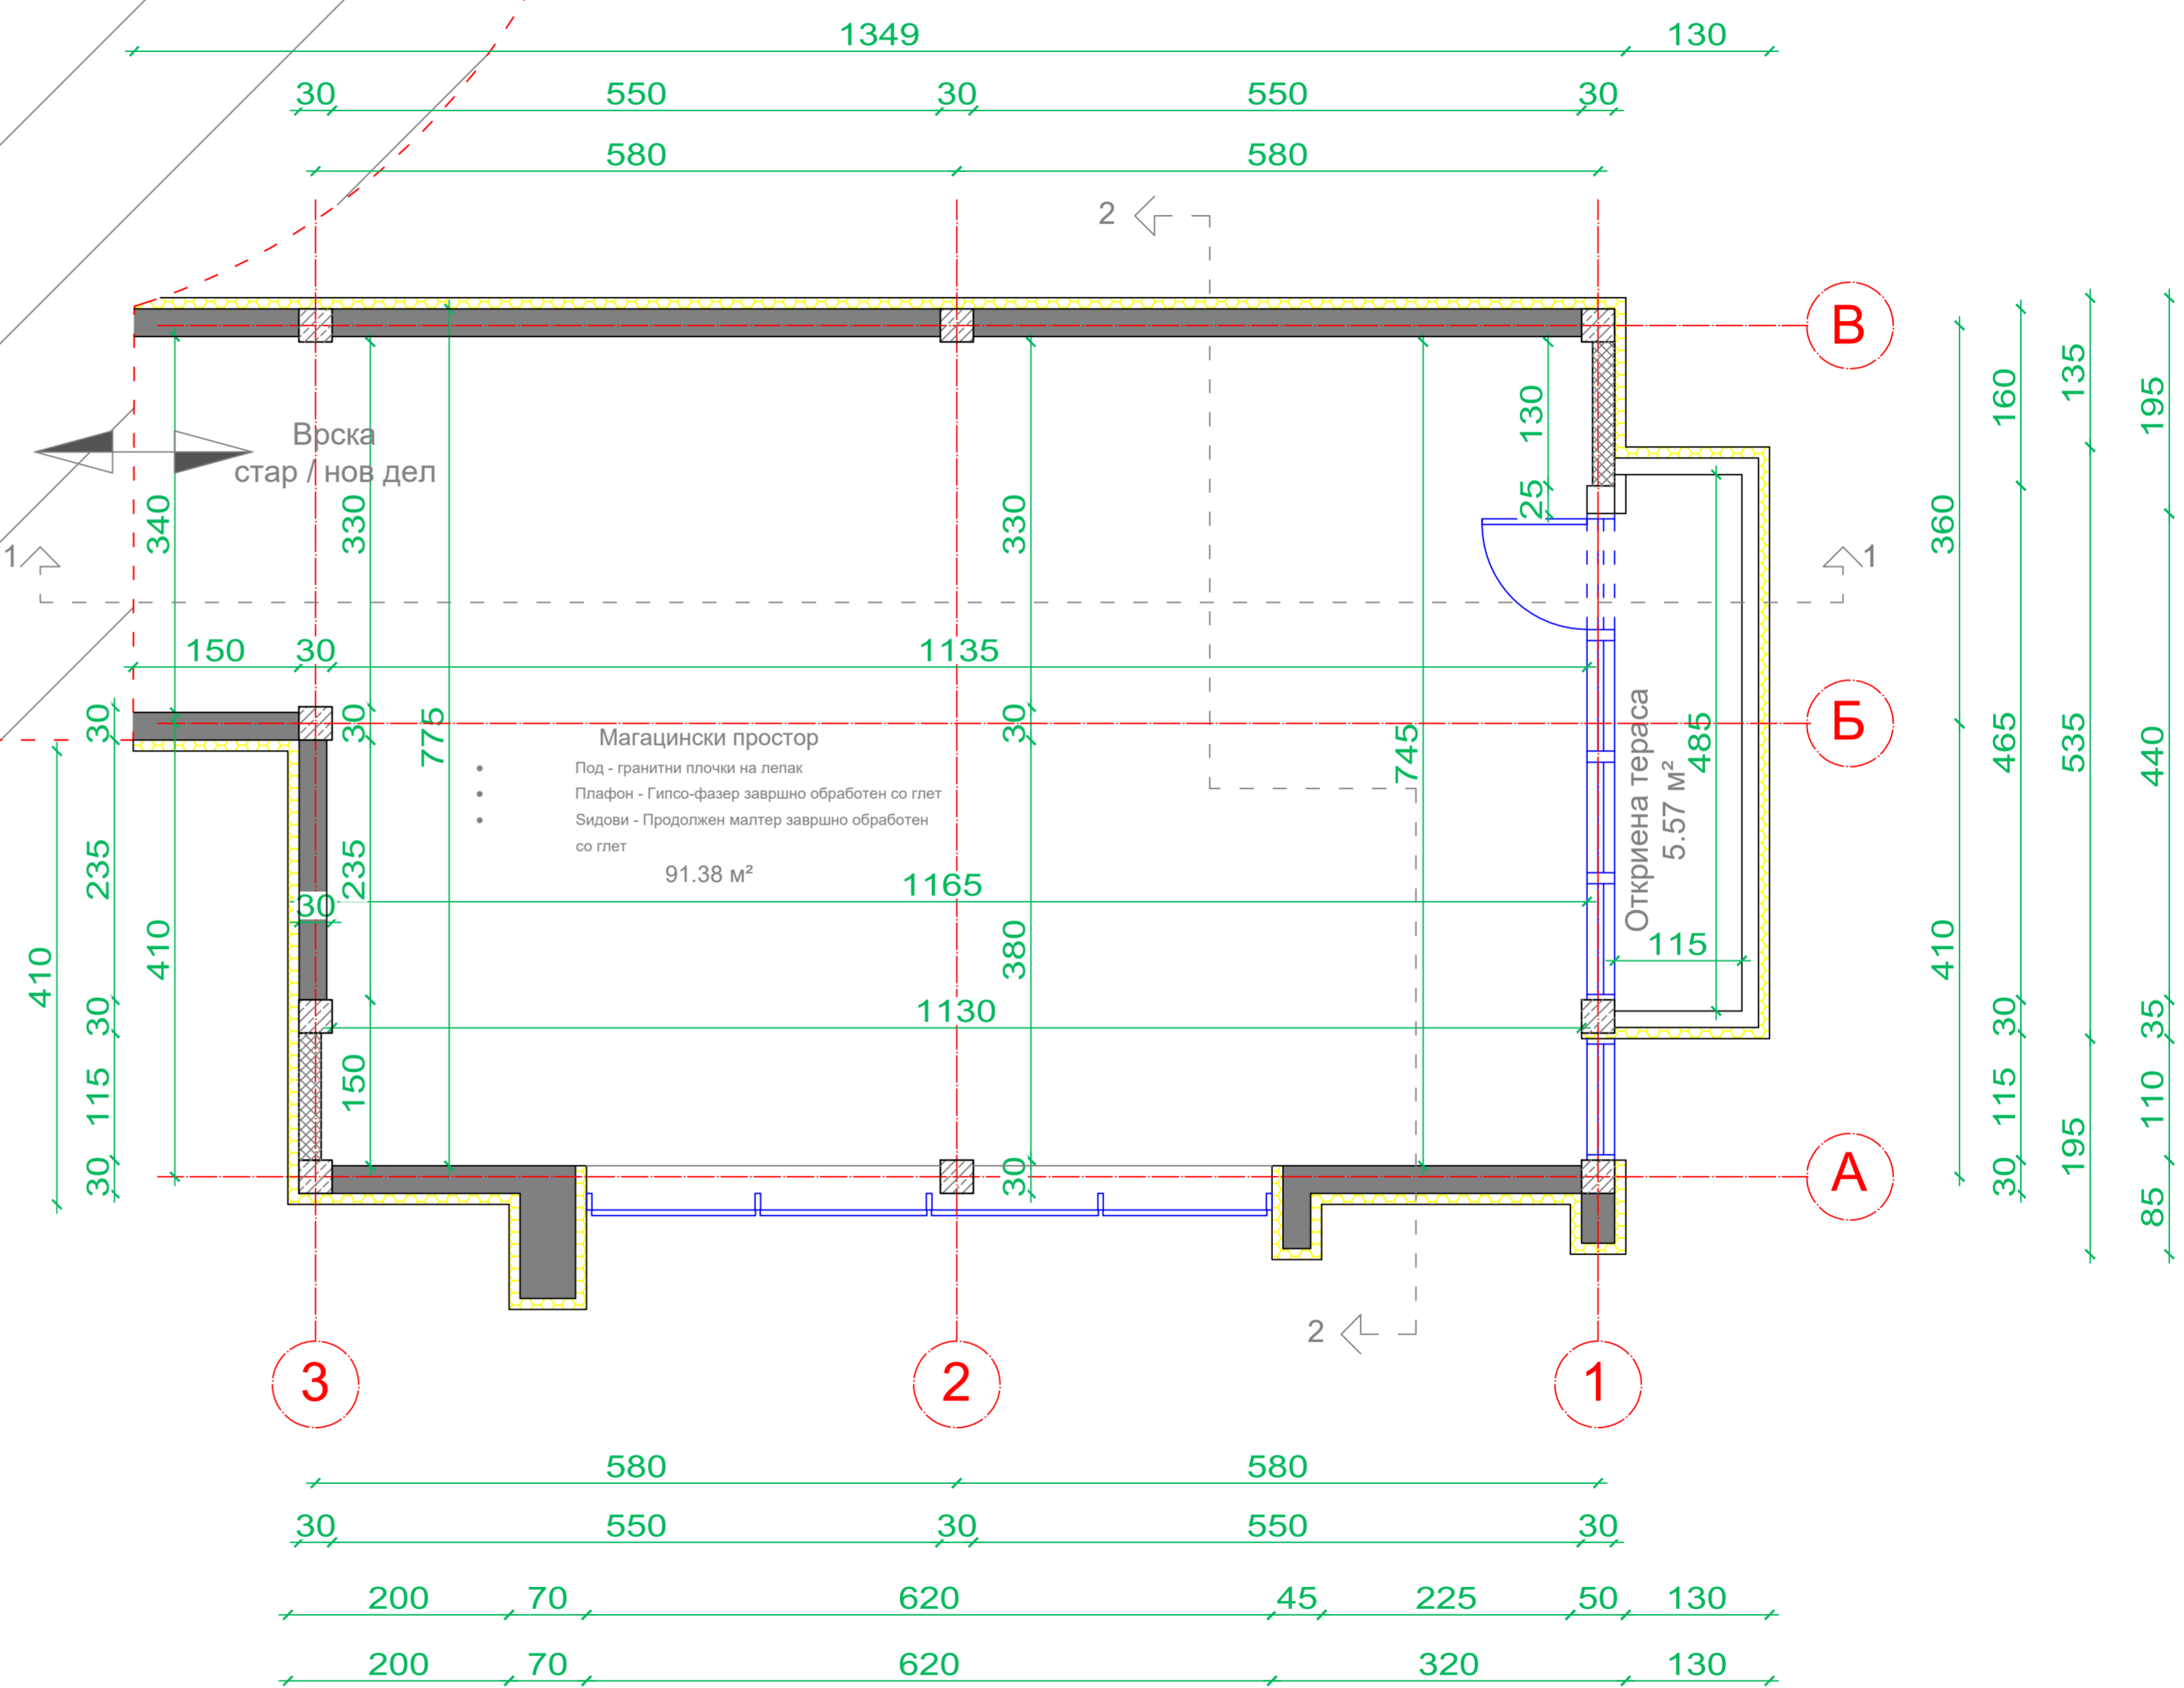 1349 130
30 550 30 550 30
580 580
2
В
135
195
160
130
Врска
стар / нов дел
25
340 330 330 360
1 1
150 30 1135
30 30 775 30 745 Б
Магацински простор
• Под - гранитни плочки на лепак
• Плафон - Гипсо-фазер завршно обработен со глет
• Ѕидови - Продолжен малтер завршно обработен
со глет
91.38 м²
Откриена тераса
5.57 м²
485
465 535 440
235 235
1165
30
115
410 410 380 410
1130
30 30 35
115 150 115 110
195
30 30 30 85
А
2
3 2 1
580 580
30 550 30 550 30
200 70 620 45 225 50 130
200 70 620 320 130